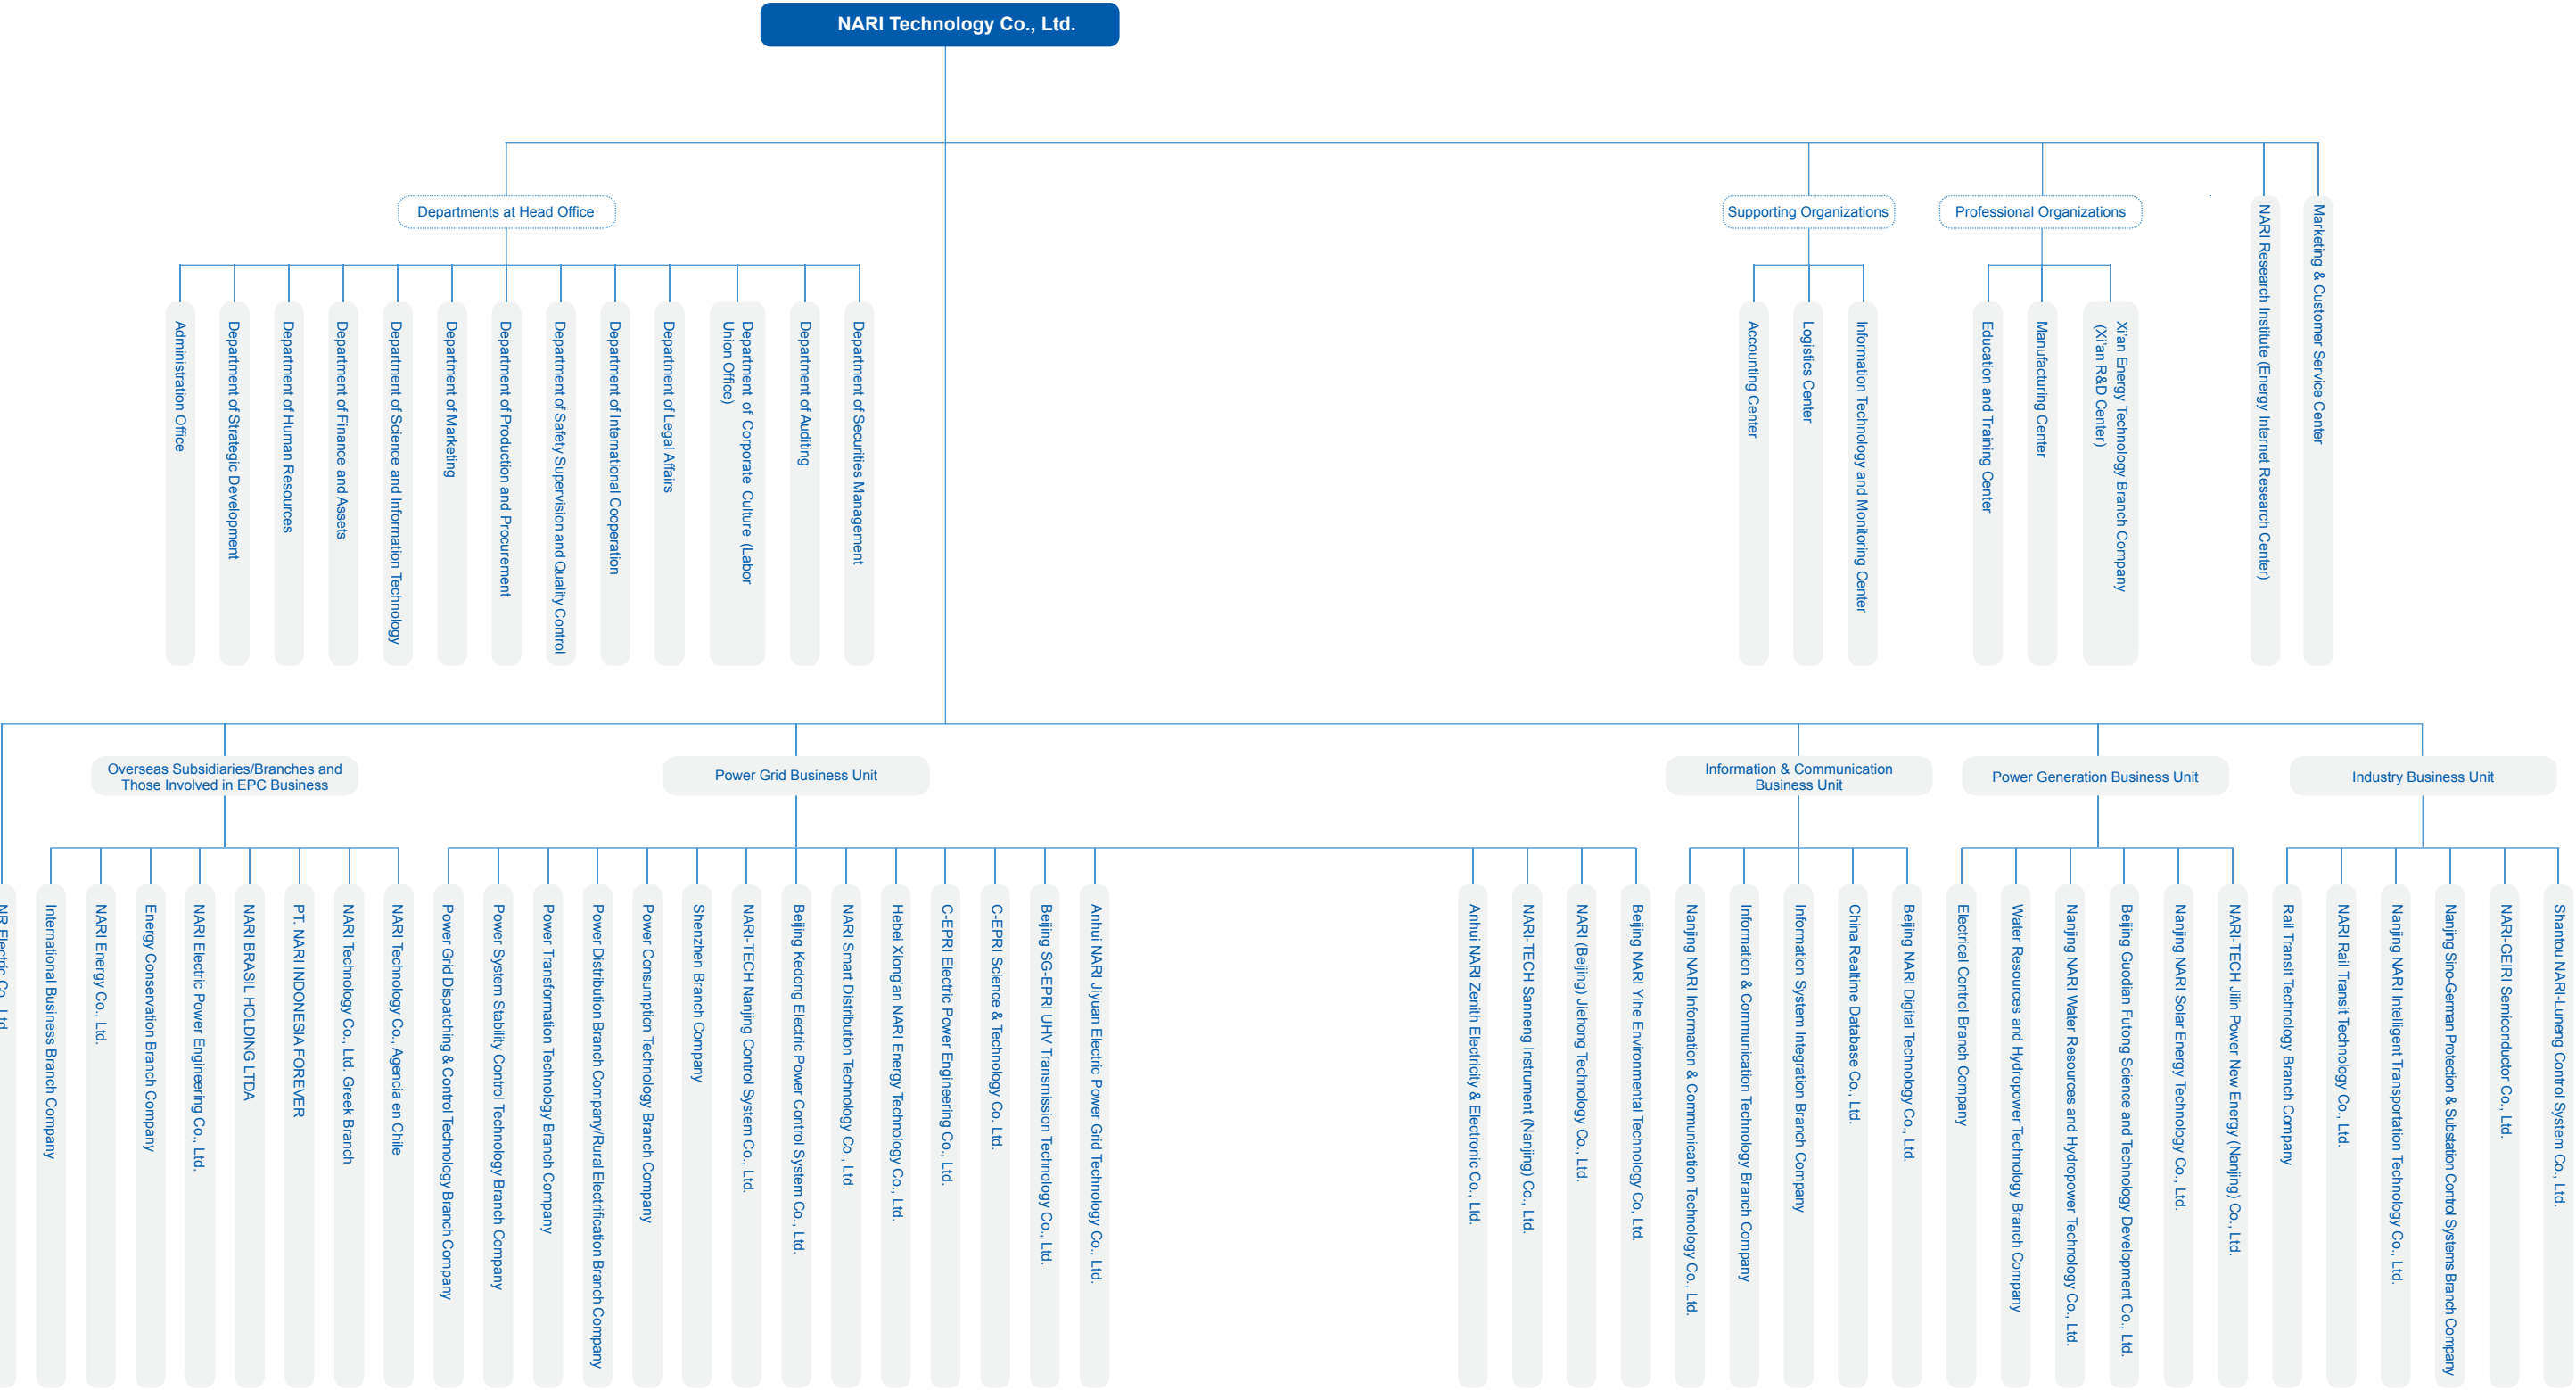 NARI Technology Co., Ltd.
Departments at Head Office
Supporting Organizations
Professional Organizations
NARI Research Institute (Energy Internet Research Center)
Marketing & Customer Service Center
Administration Office
Department of Strategic Development
Department of Human Resources
Department of Finance and Assets
Department of Science and Information Technology
Department of Marketing
Department of Production and Procurement
Department of Safety Supervision and Quality Control
Department of International Cooperation
Department of Legal Affairs
Department of Corporate Culture (Labor
Union Office)
Department of Auditing
Department of Securities Management
Accounting Center
Logistics Center
Information Technology and Monitoring Center
Education and Training Center
Manufacturing Center
Xi'an Energy Technology Branch Company
(Xi'an R&D Center)
Overseas Subsidiaries/Branches and
Those Involved in EPC Business
Power Grid Business Unit
Information & Communication
Business Unit
Power Generation Business Unit
Industry Business Unit
NR Electric Co., Ltd.
International Business Branch Company
NARI Energy Co., Ltd.
Energy Conservation Branch Company
NARI Electric Power Engineering Co., Ltd.
NARI BRASIL HOLDING LTDA
PT. NARI INDONESIA FOREVER
NARI Technology Co., Ltd. Greek Branch
NARI Technology Co., Agencia en Chile
Power Grid Dispatching & Control Technology Branch Company
Power System Stability Control Technology Branch Company
Power Transformation Technology Branch Company
Power Distribution Branch Company/Rural Electrification Branch Company
Power Consumption Technology Branch Company
Shenzhen Branch Company
NARI-TECH Nanjing Control System Co., Ltd.
Beijing Kedong Electric Power Control System Co., Ltd.
NARI Smart Distribution Technology Co., Ltd.
Hebei Xiong'an NARI Energy Technology Co., Ltd.
C-EPRI Electric Power Engineering Co., Ltd.
C-EPRI Science & Technology Co. Ltd.
Beijing SG-EPRI UHV Transmission Technology Co., Ltd.
Anhui NARI Jiyuan Electric Power Grid Technology Co., Ltd.
Anhui NARI Zenith Electricity & Electronic Co., Ltd.
NARI-TECH Sanneng Instrument (Nanjing) Co., Ltd.
NARI (Beijing) Jiehong Technology Co., Ltd.
Beijing NARI Yihe Environmental Technology Co, Ltd.
Nanjing NARI Information & Communication Technology Co., Ltd.
Information & Communication Technology Branch Company
Information System Integration Branch Company
China Realtime Database Co., Ltd.
Beijing NARI Digital Technology Co., Ltd.
Electrical Control Branch Company
Water Resources and Hydropower Technology Branch Company
Nanjing NARI Water Resources and Hydropower Technology Co., Ltd.
Beijing Guodian Futong Science and Technology Development Co., Ltd.
Nanjing NARI Solar Energy Technology Co., Ltd.
NARI-TECH Jilin Power New Energy (Nanjing) Co., Ltd.
Rail Transit Technology Branch Company
NARI Rail Transit Technology Co., Ltd.
Nanjing NARI Intelligent Transportation Technology Co., Ltd.
Nanjing Sino-German Protection & Substation Control Systems Branch Company
NARI-GEIRI Semiconductor Co., Ltd.
Shantou NARI-Luneng Control System Co., Ltd.